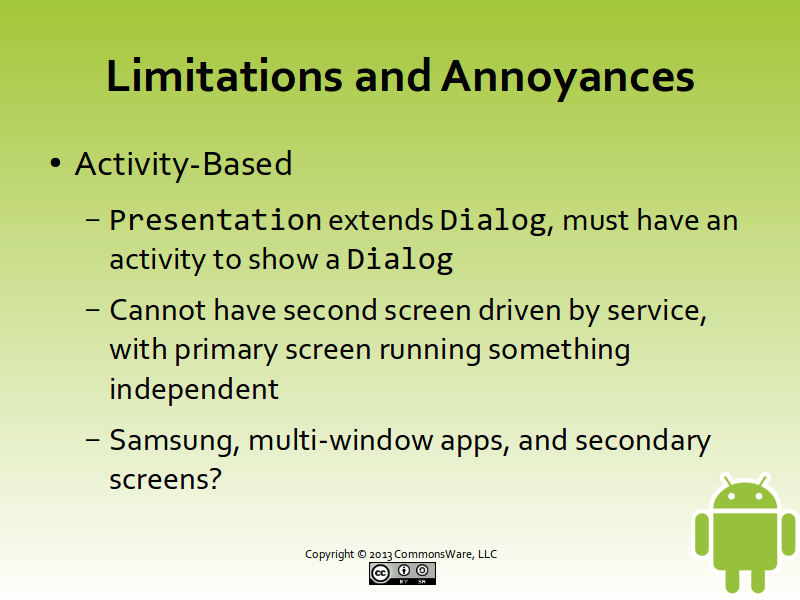 Limitations and Annoyances
• Activity-Based
– Presentation extends Dialog, must have an
activity to show a Dialog
– Cannot have second screen driven by service,
with primary screen running something
independent
– Samsung, multi-window apps, and secondary
screens?
Copyright © 2013 CommonsWare, LLC
cc BY SA